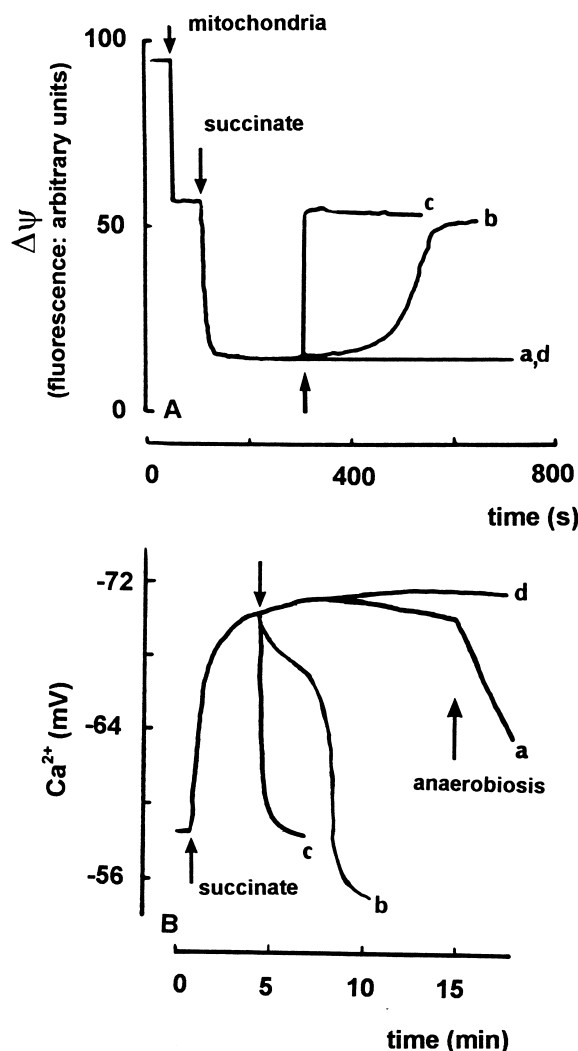 100
mitochondria
succinate
Δψ
(fluorescence: arbitrary units)
50
c
b
a,d
0
A
0
400
800
time (s)
-72
d
Ca²⁺ (mV)
-64
a
anaerobiosis
c
-56
succinate
b
B
0
5
10
15
time (min)